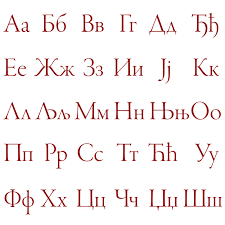 Аа Бб Вв Гг Дд Ђђ
Ее Жж Зз Ии Јј Кк
Лл Љљ Мм Нн Њњ Оо
Пп Рр Сс Тт Ћћ Уу
Фф Хх Цц Чч Џџ Шш